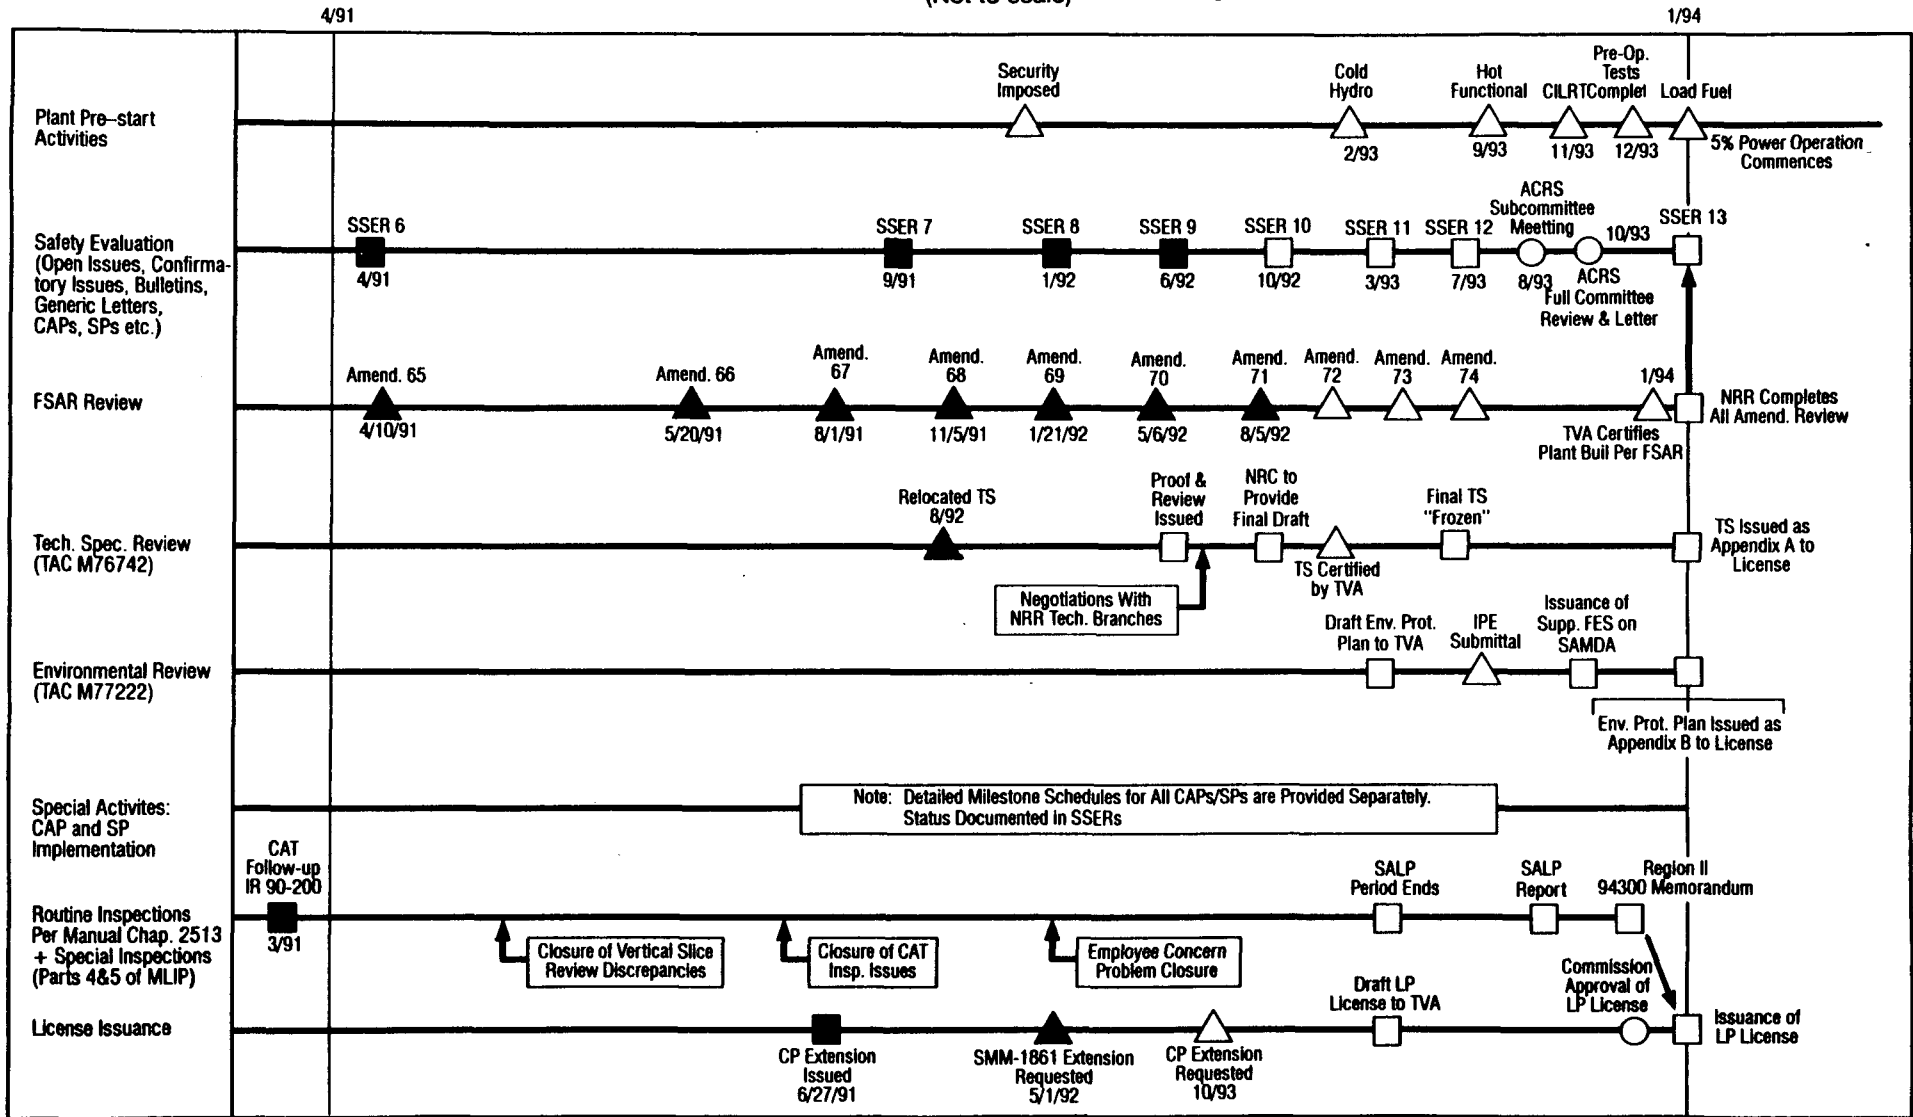 (Not to scale)
4/91
1/94
Plant Pre–start
Activities
Security
Imposed
Cold
Hydro
2/93
Hot
Functional
9/93
CILRT
11/93
Pre-Op.
Tests
Complet
12/93
Load Fuel
5% Power Operation
Commences
Safety Evaluation
(Open Issues, Confirma-
tory Issues, Bulletins,
Generic Letters,
CAPs, SPs etc.)
SSER 6
4/91
SSER 7
9/91
SSER 8
1/92
SSER 9
6/92
SSER 10
10/92
SSER 11
3/93
SSER 12
7/93
ACRS
Subcommittee
Meetting
8/93
10/93
ACRS
Full Committee
Review & Letter
SSER 13
FSAR Review
Amend. 65
4/10/91
Amend. 66
5/20/91
Amend.
67
8/1/91
Amend.
68
11/5/91
Amend.
69
1/21/92
Amend.
70
5/6/92
Amend.
71
8/5/92
Amend.
72
Amend.
73
Amend.
74
1/94
TVA Certifies
Plant Buil Per FSAR
NRR Completes
All Amend. Review
Tech. Spec. Review
(TAC M76742)
Relocated TS
8/92
Proof &
Review
Issued
Negotiations With
NRR Tech. Branches
NRC to
Provide
Final Draft
TS Certified
by TVA
Final TS
"Frozen"
TS Issued as
Appendix A to
License
Environmental Review
(TAC M77222)
Draft Env. Prot.
Plan to TVA
IPE
Submittal
Issuance of
Supp. FES on
SAMDA
Env. Prot. Plan Issued as
Appendix B to License
Special Activites:
CAP and SP
Implementation
Note: Detailed Milestone Schedules for All CAPs/SPs are Provided Separately.
Status Documented in SSERs
Routine Inspections
Per Manual Chap. 2513
+ Special Inspections
(Parts 4&5 of MLIP)
CAT
Follow-up
IR 90-200
3/91
Closure of Vertical Slice
Review Discrepancies
Closure of CAT
Insp. Issues
Employee Concern
Problem Closure
SALP
Period Ends
SALP
Report
Region II
94300 Memorandum
License Issuance
CP Extension
Issued
6/27/91
SMM-1861 Extension
Requested
5/1/92
CP Extension
Requested
10/93
Draft LP
License to TVA
Commission
Approval of
LP License
Issuance of
LP License